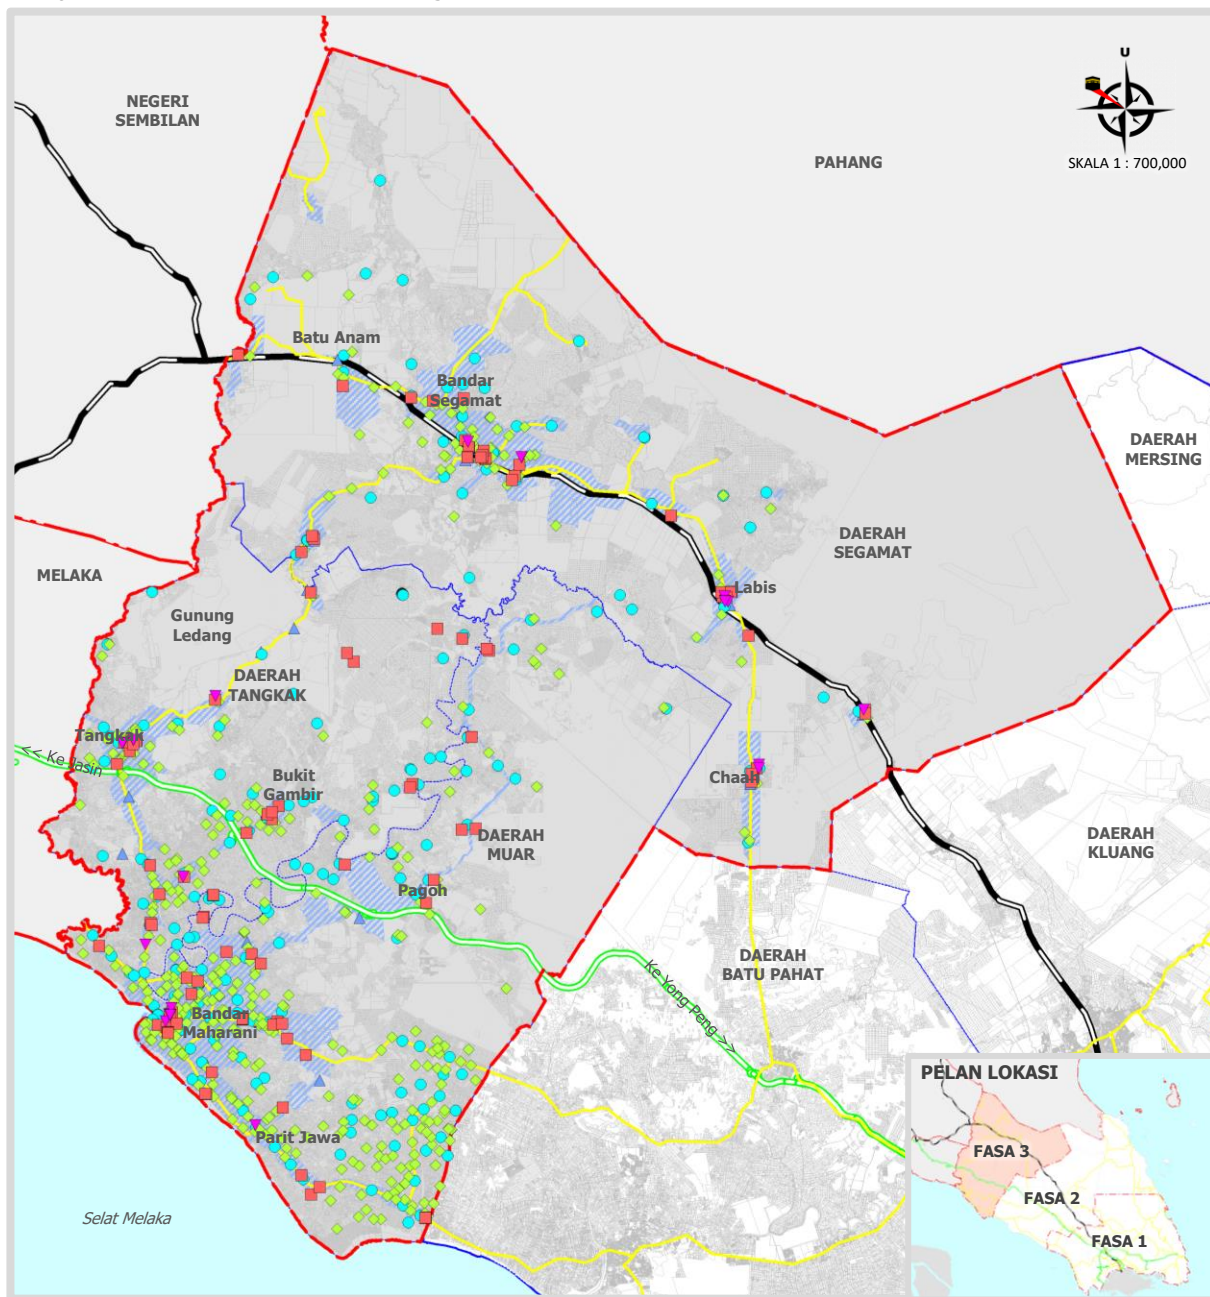 NEGERI
SEMBILAN
PAHANG
U
SKALA 1 : 700,000
Batu Anam
Bandar
Segamat
DAERAH
MERSING
DAERAH
SEGAMAT
MELAKA
Labis
Gunung
Ledang
DAERAH
TANGKAK
Tangkak
<< Ke Jasin
Chaah
Bukit
Gambir
DAERAH
MUAR
DAERAH
KLUANG
Pagoh
DAERAH
BATU PAHAT
Ke Yong Peng >>
Bandar
Maharani
Parit Jawa
Selat Melaka
PELAN LOKASI
FASA 3
FASA 2
FASA 1